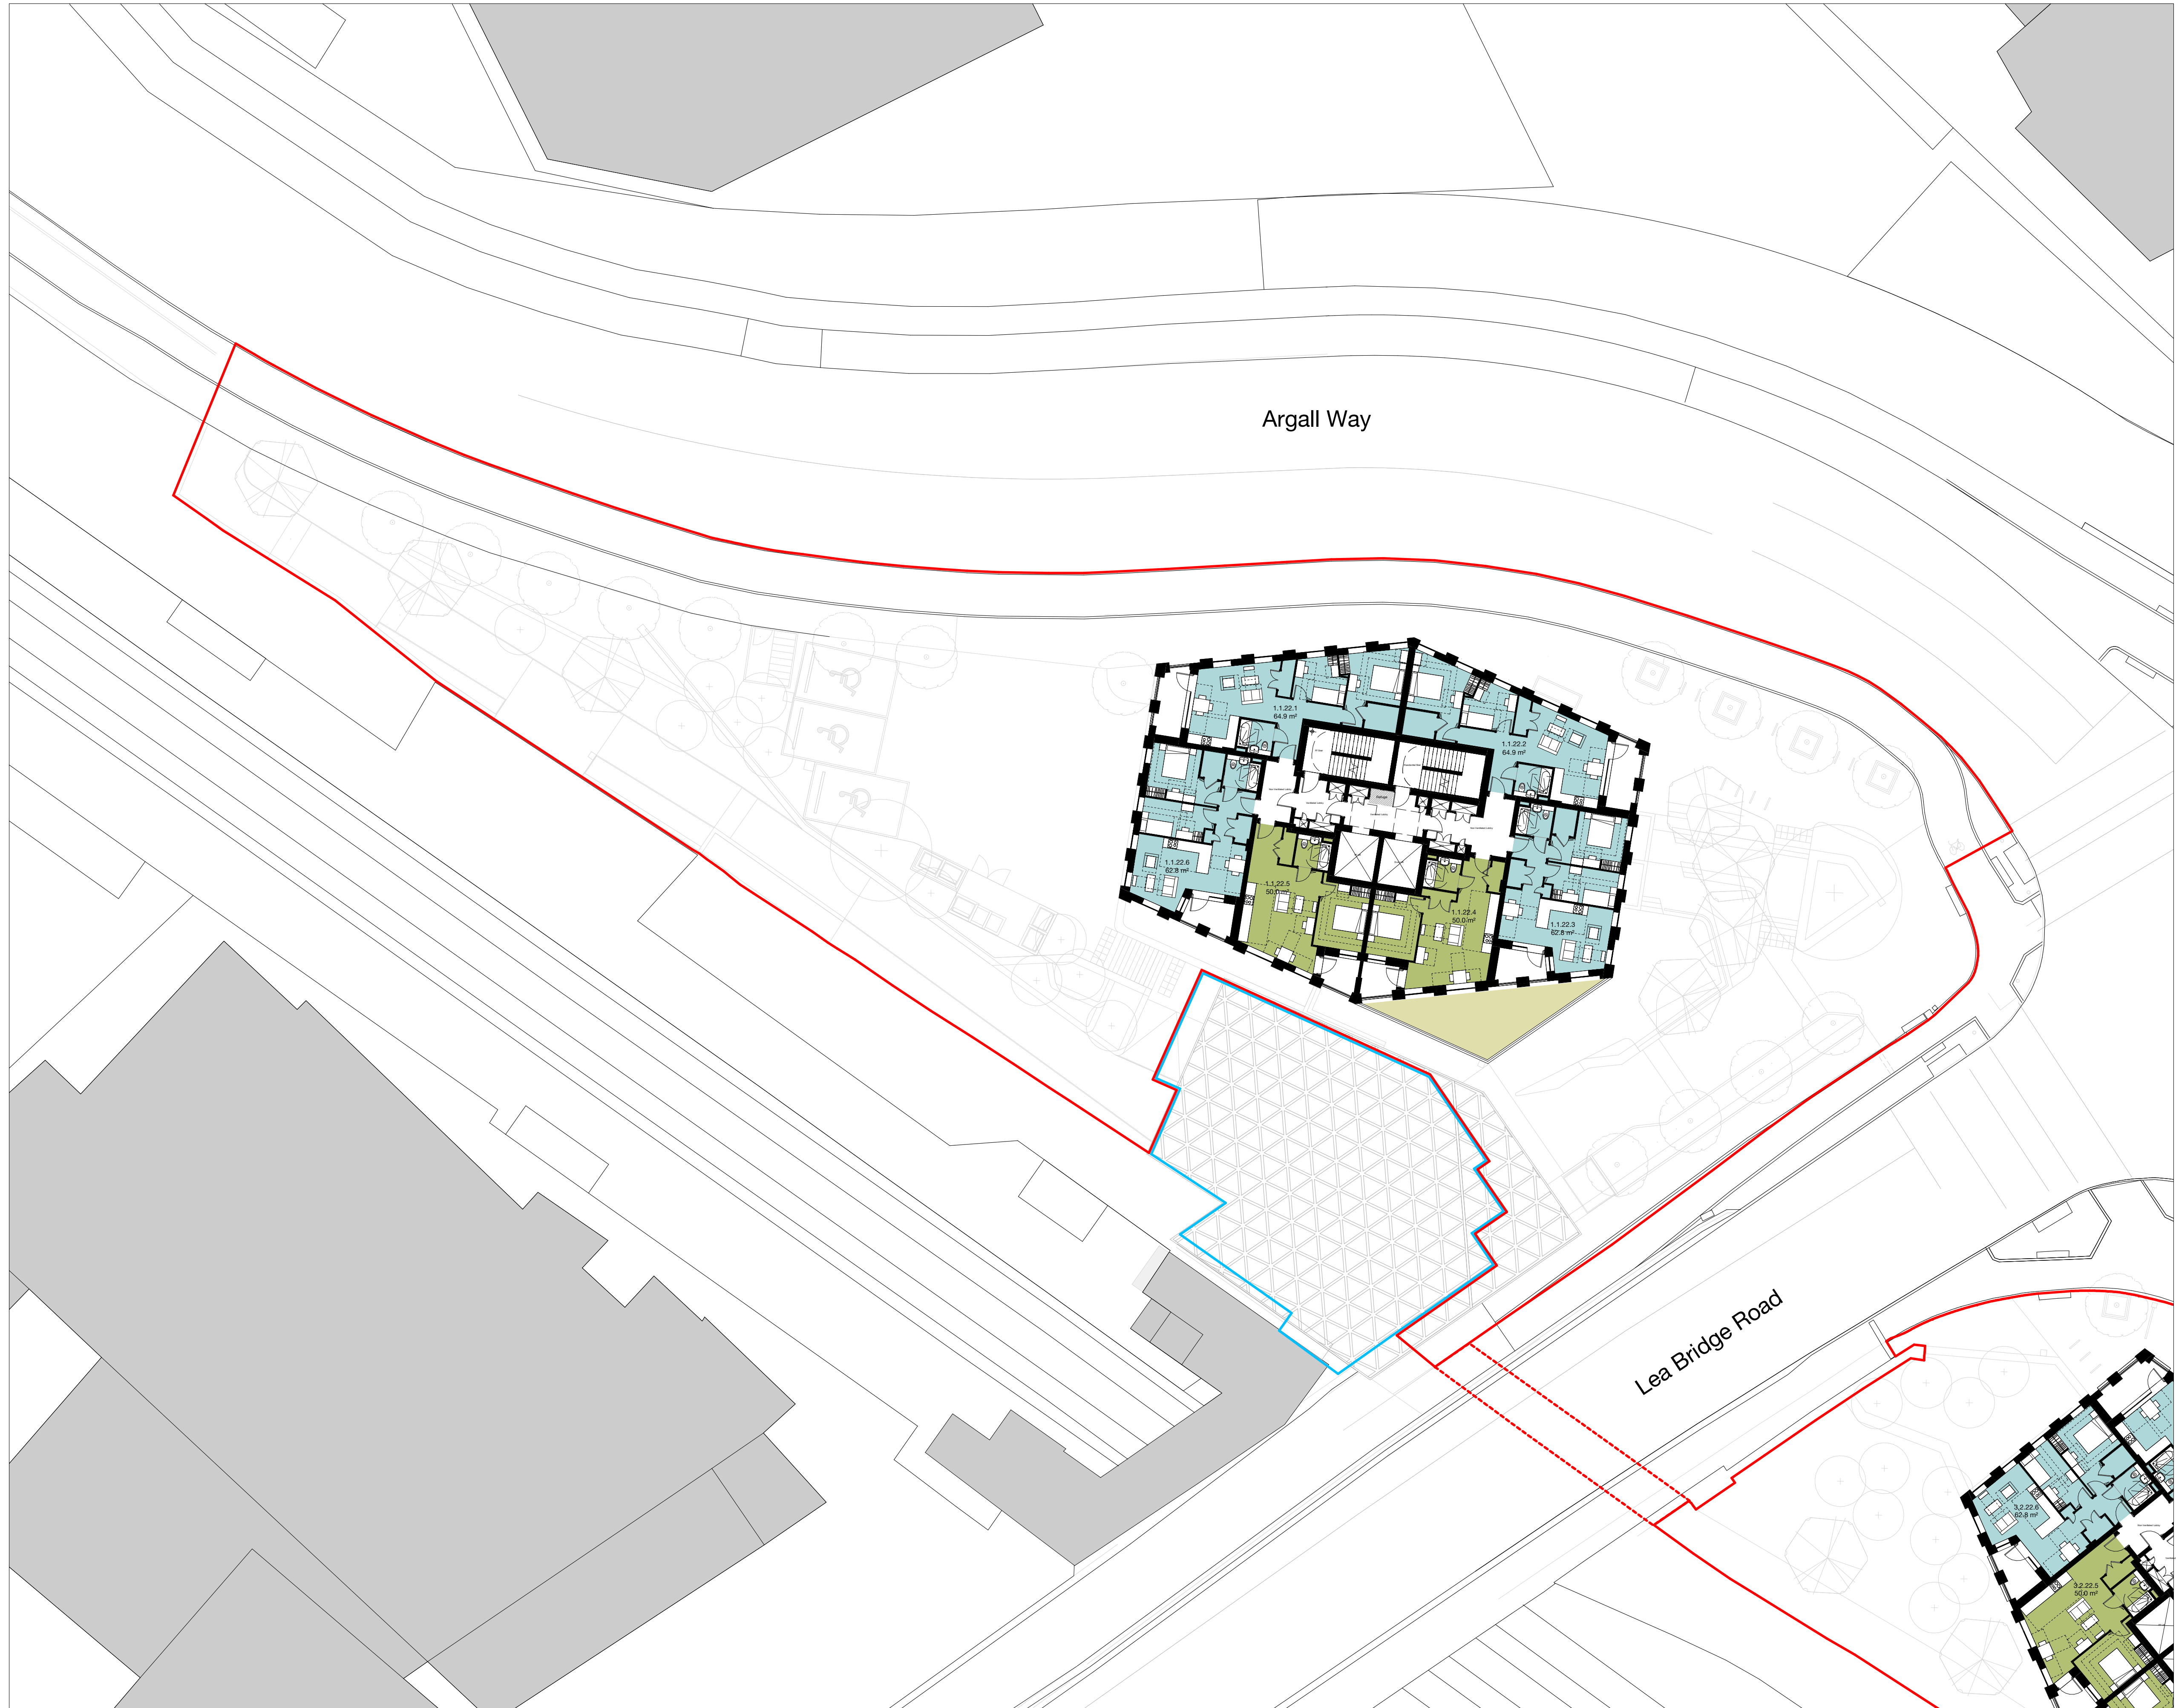 Argall Way
1.1.22.1
64.9 m²
1.1.22.2
64.9 m²
1.1.22.6
62.8 m²
1.1.22.5
50.0 m²
1.1.22.4
50.0 m²
1.1.22.3
62.8 m²
Lea Bridge Road
3.2.22.6
62.8 m²
3.2.22.5
50.0 m²